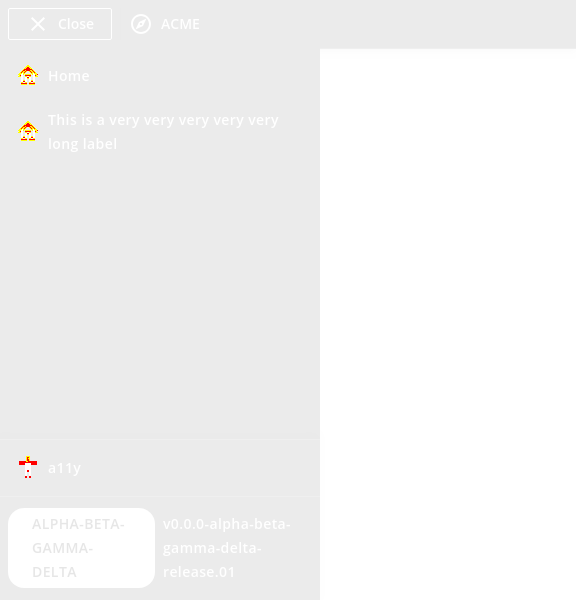 Close ACME
Home
This is a very very very very very
long label
a11y
ALPHA-BETA-
GAMMA-
DELTA
v0.0.0-alpha-beta-
gamma-delta-
release.01